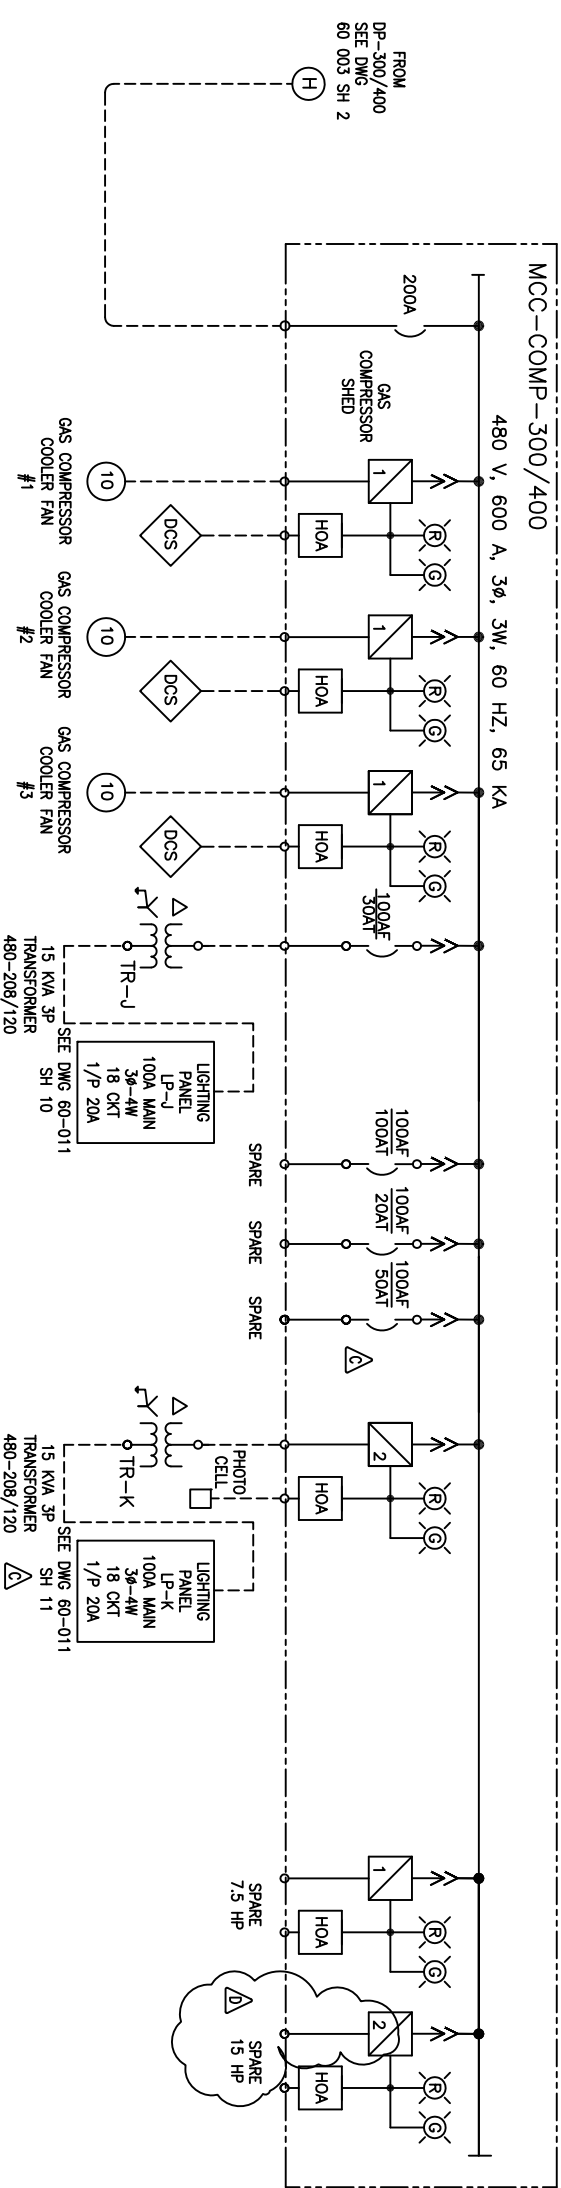 FROM
DP-300/400
SEE DWG
60 003 SH 2
H
MCC-COMP-300/400
480 V, 600 A, 3Ø, 3W, 60 HZ, 65 KA
200A
GAS
COMPRESSOR
SHED
1
R
G
HOA
DCS
10
GAS COMPRESSOR
COOLER FAN
#1
1
R
G
HOA
DCS
10
GAS COMPRESSOR
COOLER FAN
#2
1
R
G
HOA
DCS
10
GAS COMPRESSOR
COOLER FAN
#3
100AF
30AT
TR-J
15 KVA 3P
TRANSFORMER
480-208/120
LIGHTING
PANEL
LP-J
100A MAIN
3Ø-4W
18 CKT
1/P 20A
SEE DWG 60-011
SH 10
100AF
100AT
SPARE
100AF
20AT
SPARE
100AF
50AT
SPARE
C
2
R
G
HOA
PHOTO
CELL
TR-K
15 KVA 3P
TRANSFORMER
480-208/120
LIGHTING
PANEL
LP-K
100A MAIN
3Ø-4W
18 CKT
1/P 20A
SEE DWG 60-011
SH 11
C
1
R
G
HOA
SPARE
7.5 HP
2
R
G
HOA
SPARE
15 HP
D